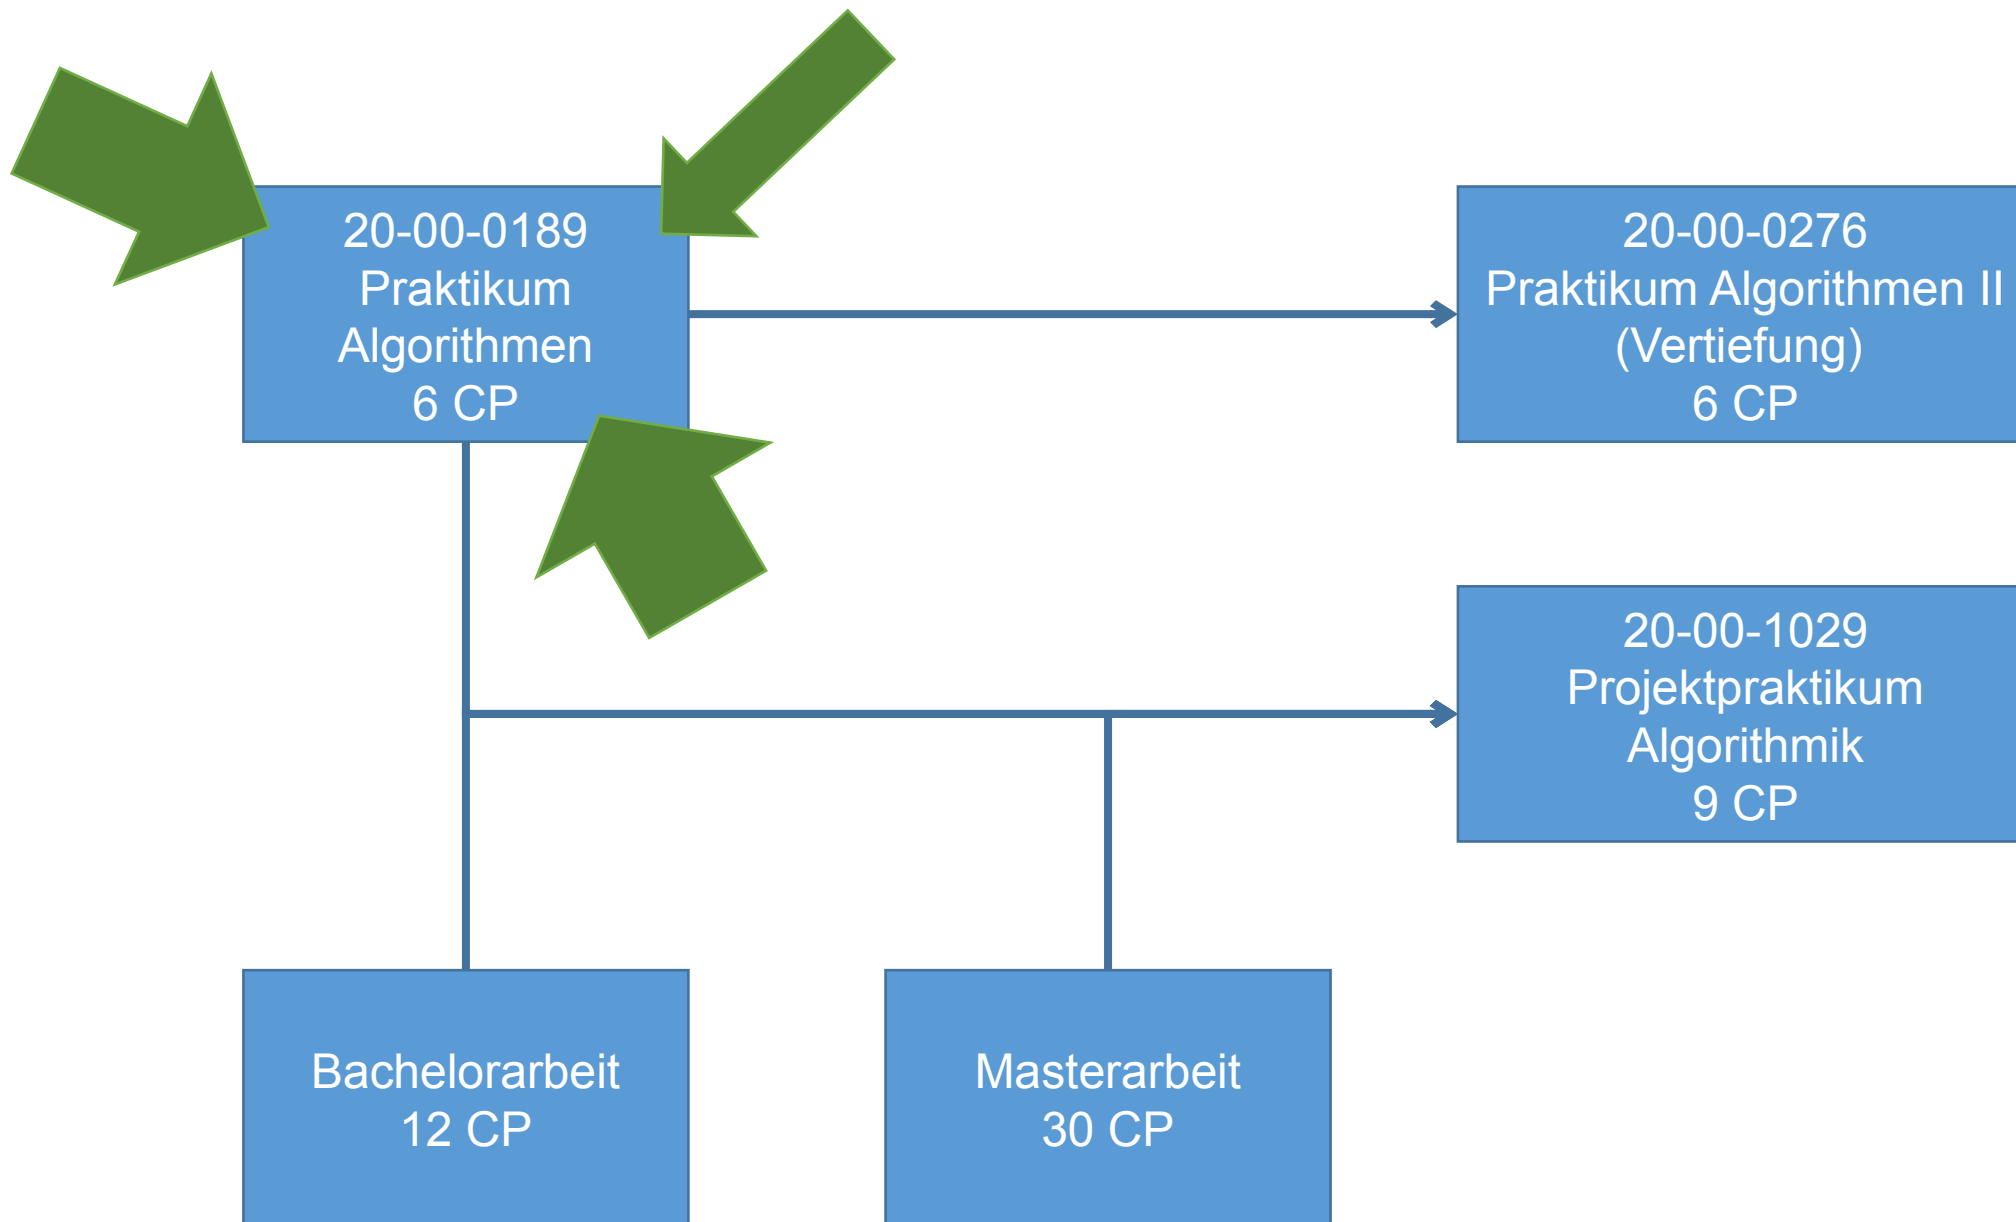 20-00-0189
Praktikum
Algorithmen
6 CP
20-00-0276
Praktikum Algorithmen II
(Vertiefung)
6 CP
20-00-1029
Projektpraktikum
Algorithmik
9 CP
Bachelorarbeit
12 CP
Masterarbeit
30 CP